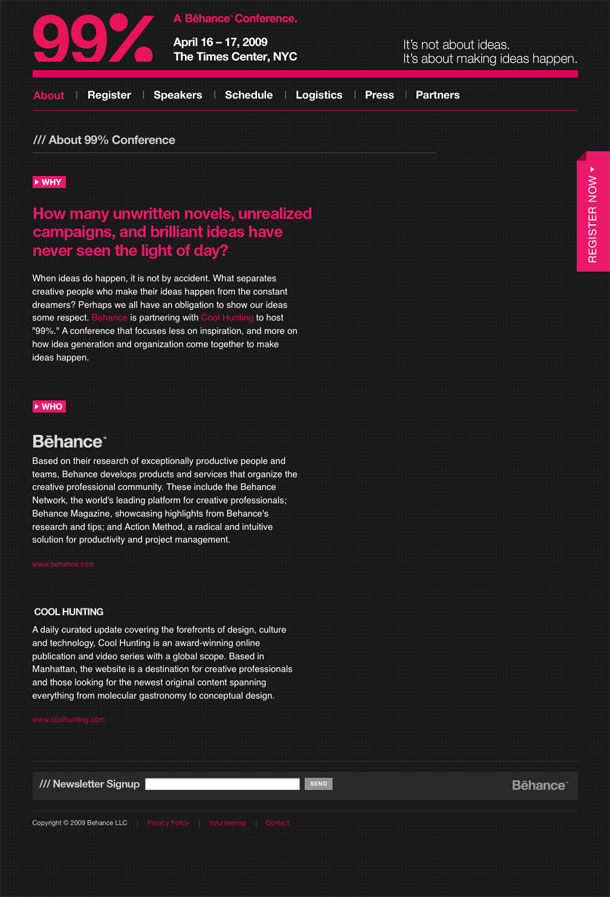 99%
A Bēhance™ Conference.
April 16 – 17, 2009
The Times Center, NYC
It's not about ideas.
It's about making ideas happen.
About | Register | Speakers | Schedule | Logistics | Press | Partners
/// About 99% Conference
REGISTER NOW
WHY
How many unwritten novels, unrealized
campaigns, and brilliant ideas have
never seen the light of day?
When ideas do happen, it is not by accident. What separates
creative people who make their ideas happen from the constant
dreamers? Perhaps we all have an obligation to show our ideas
some respect. Behance is partnering with Cool Hunting to host
"99%." A conference that focuses less on inspiration, and more on
how idea generation and organization come together to make
ideas happen.
WHO
Bēhance™
Based on their research of exceptionally productive people and
teams, Behance develops products and services that organize the
creative professional community. These include the Behance
Network, the world's leading platform for creative professionals;
Behance Magazine, showcasing highlights from Behance's
research and tips; and Action Method, a radical and intuitive
solution for productivity and project management.
www.behance.com
COOL HUNTING
A daily curated update covering the forefronts of design, culture
and technology, Cool Hunting is an award-winning online
publication and video series with a global scope. Based in
Manhattan, the website is a destination for creative professionals
and those looking for the newest original content spanning
everything from molecular gastronomy to conceptual design.
www.coolhunting.com
/// Newsletter Signup SEND Bēhance™
Copyright © 2009 Behance LLC | Privacy Policy | Volunteering | Contact